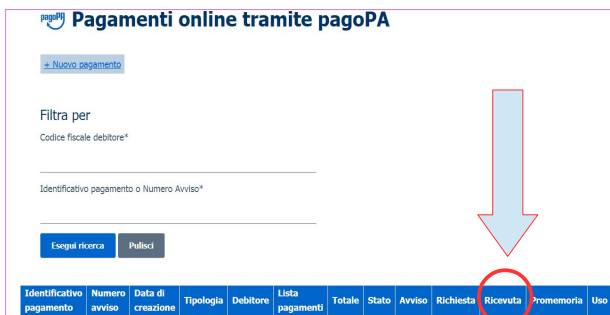 pagoPA Pagamenti online tramite pagoPA
+ Nuovo pagamento
Filtra per
Codice fiscale debitore*
Identificativo pagamento o Numero Avviso*
Esegui ricerca Pulisci
Identificativo pagamento Numero avviso Data di creazione Tipologia Debitore Lista pagamenti Totale Stato Avviso Richiesta Ricevuta Promemoria Uso